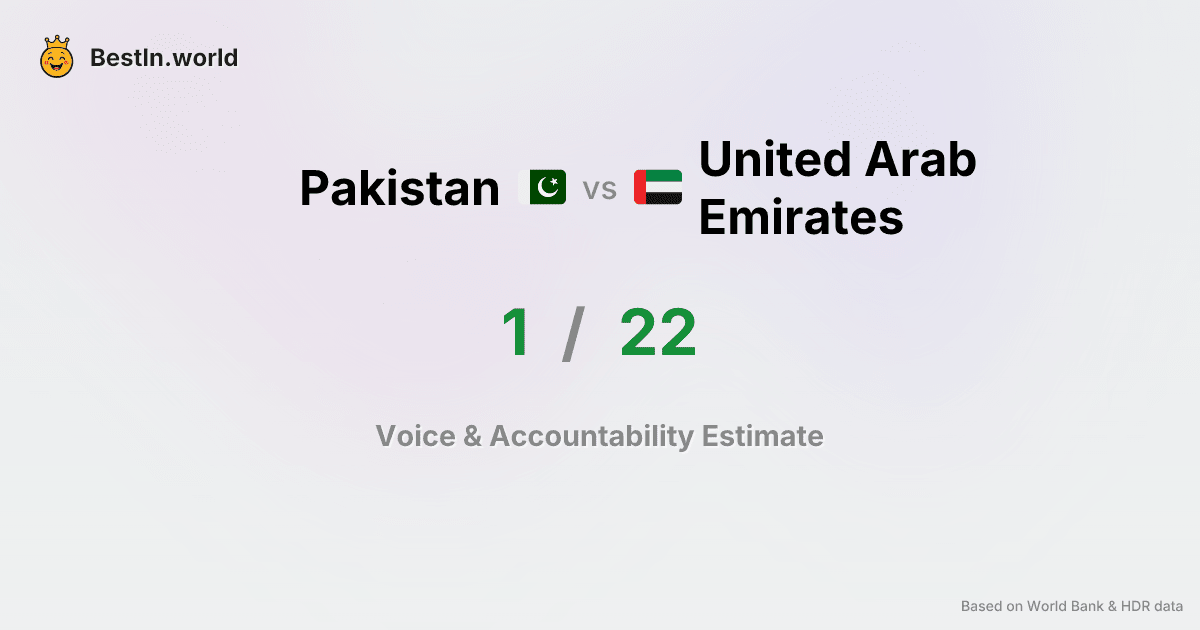 BestIn.world
Pakistan vs United Arab
Emirates
1 / 22
Voice & Accountability Estimate
Based on World Bank & HDR data